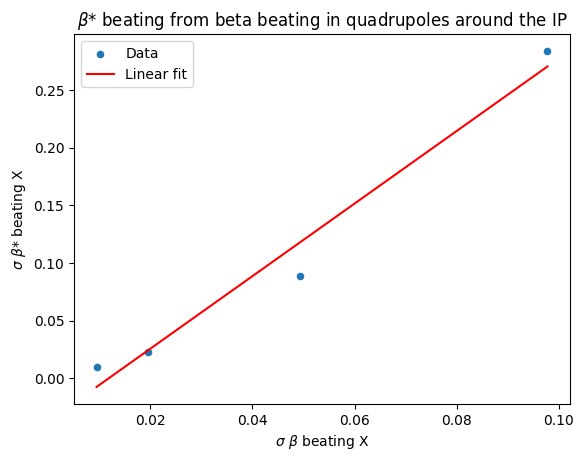 β* beating from beta beating in quadrupoles around the IP
Data
Linear fit
0.25
0.20
0.15
0.10
0.05
0.00
σ β* beating X
0.02
0.04
0.06
0.08
0.10
σ β beating X